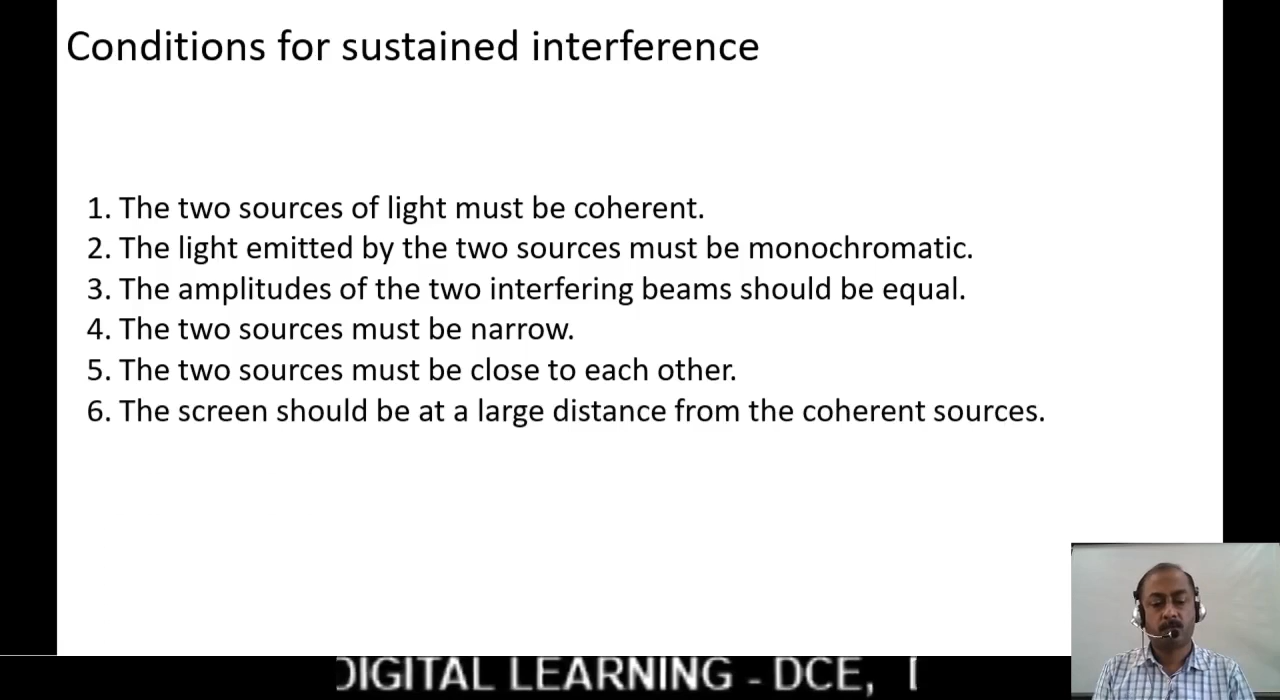 Conditions for sustained interference
1. The two sources of light must be coherent.
2. The light emitted by the two sources must be monochromatic.
3. The amplitudes of the two interfering beams should be equal.
4. The two sources must be narrow.
5. The two sources must be close to each other.
6. The screen should be at a large distance from the coherent sources.
DIGITAL LEARNING - DCE,